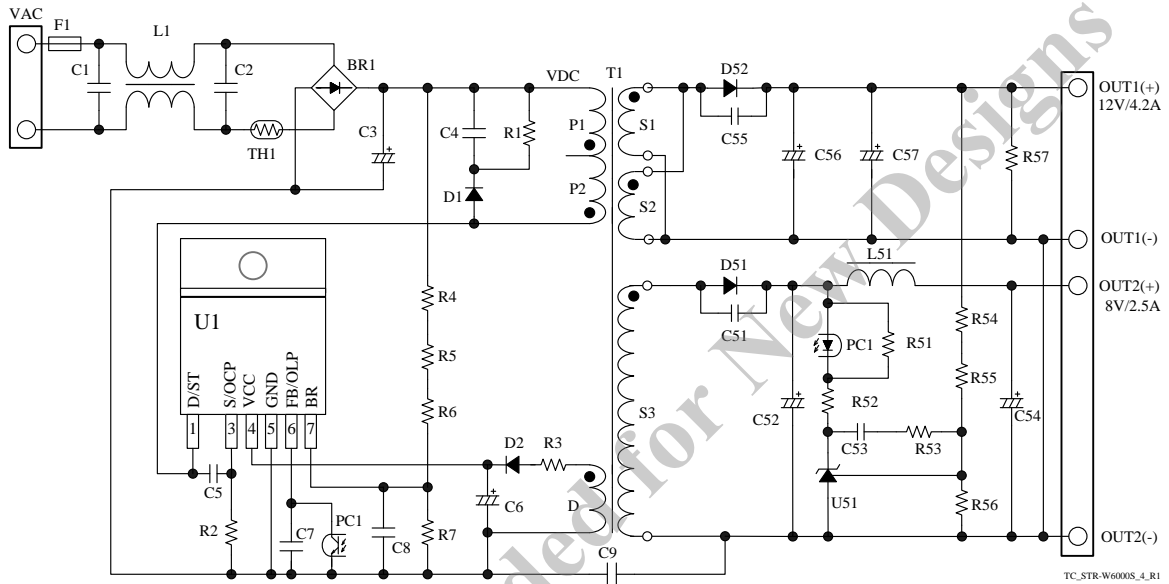 VAC
F1
L1
C1
C2
BR1
TH1
C3
VDC
T1
C4
R1
P1
P2
D1
S1
S2
D52
C55
C56
C57
R57
OUT1(+)
12V/4.2A
OUT1(-)
L51
OUT2(+)
8V/2.5A
D51
C51
U1
D/ST
S/OCP
VCC
GND
FB/OLP
BR
1
3
4
5
6
7
R4
R5
R6
PC1
R51
R54
R55
R52
C52
C53
R53
C54
S3
D2
R3
C5
R2
C7
PC1
C8
R7
C6
D
C9
U51
R56
OUT2(-)
TC_STR-W6000S_4_R1
ded for New Designs